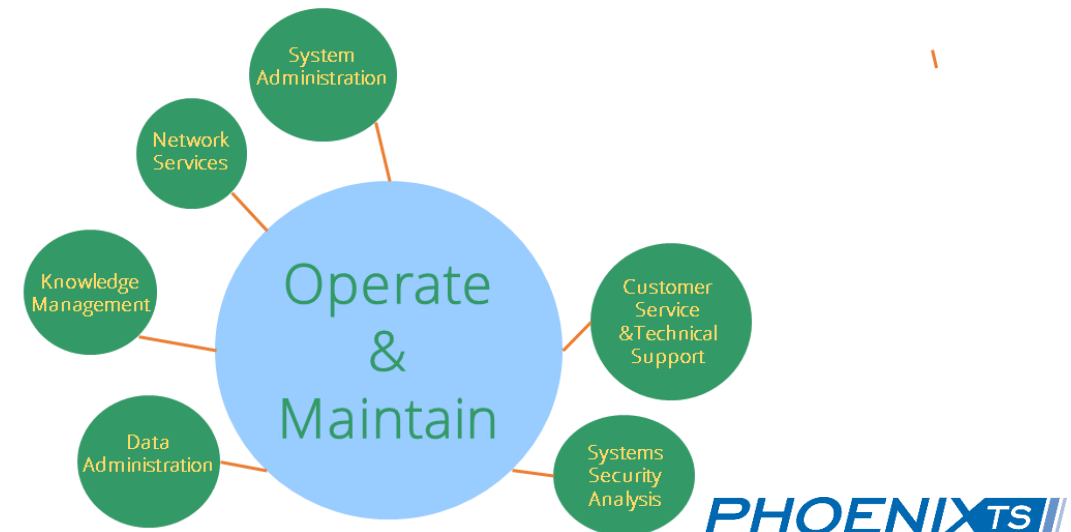 System
Administration
Network
Services
Knowledge
Management
Data
Administration
Operate
&
Maintain
Customer
Service
&Technical
Support
Systems
Security
Analysis
PHOENIX TS